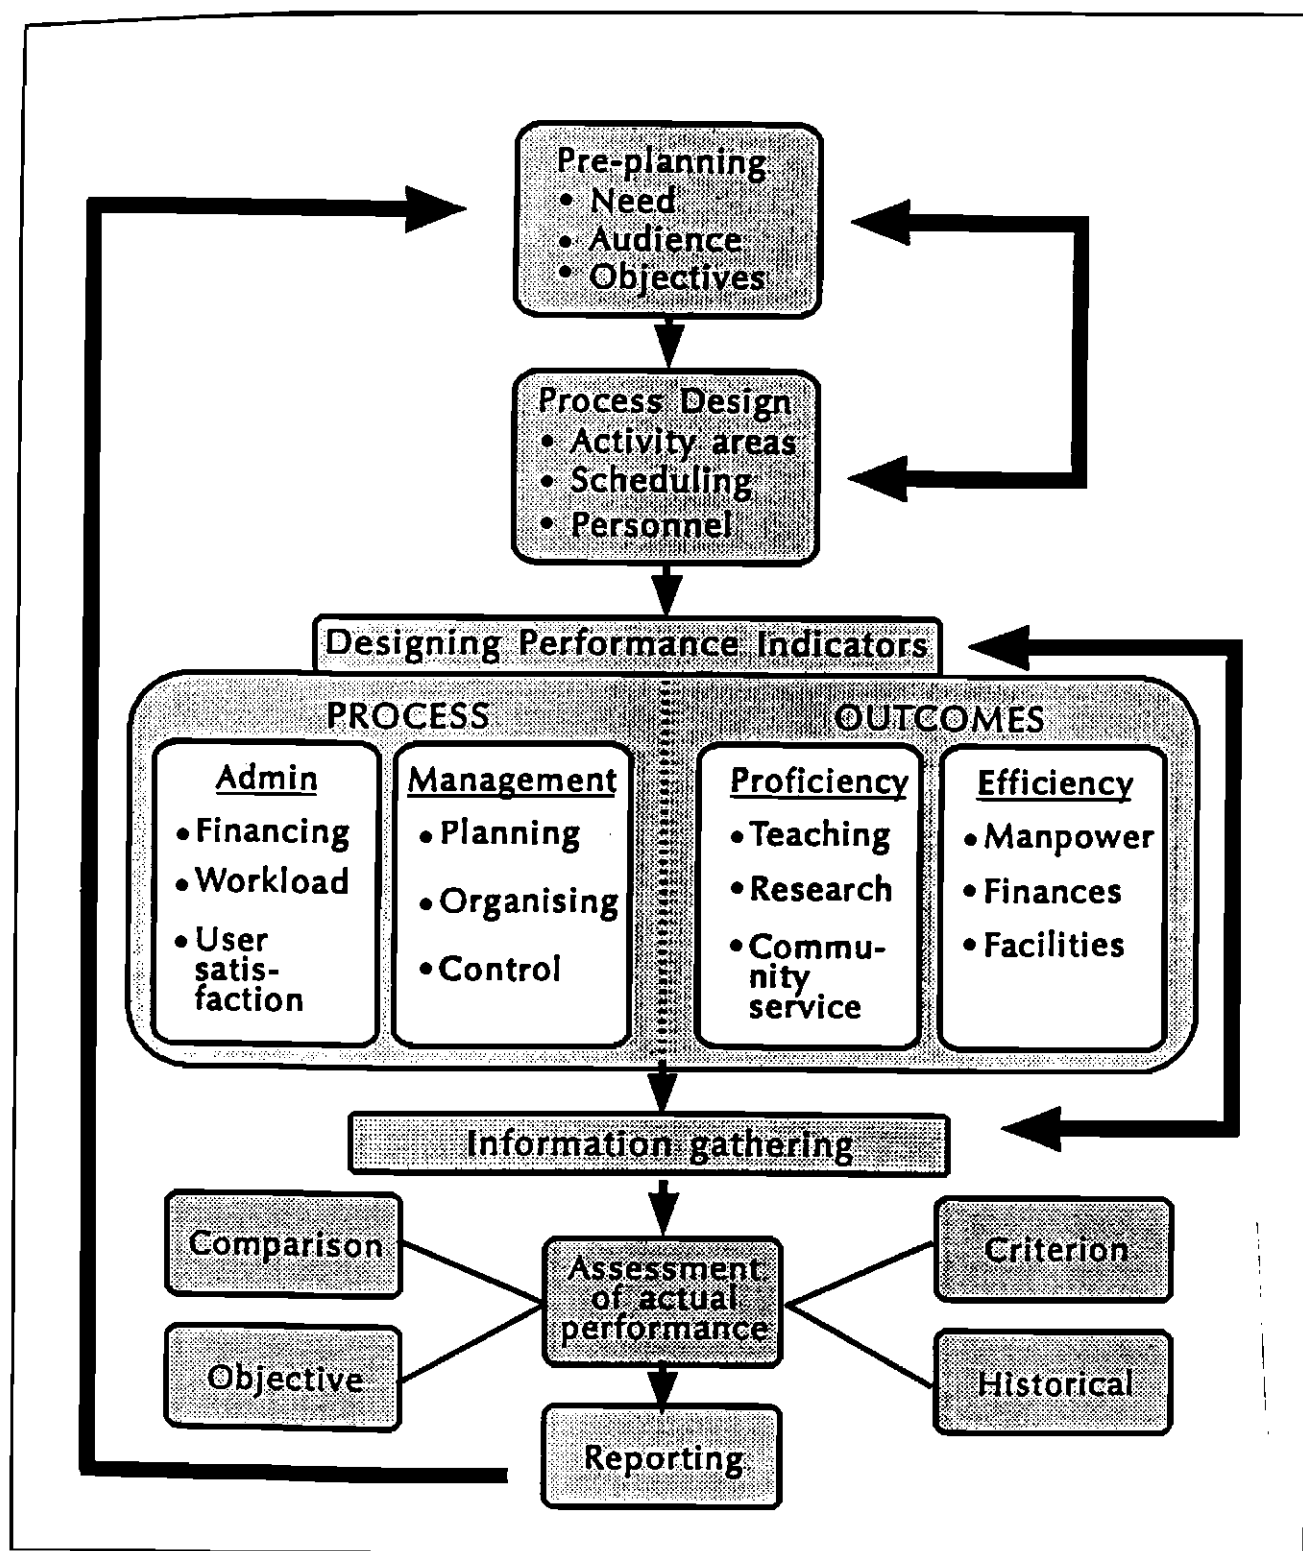 Pre-planning
• Need
• Audience
• Objectives
Process Design
• Activity areas
• Scheduling
• Personnel
Designing Performance Indicators
PROCESS
OUTCOMES
Admin
• Financing
• Workload
• User
satis-
faction
Management
• Planning
• Organising
• Control
Proficiency
• Teaching
• Research
• Commu-
nity
service
Efficiency
• Manpower
• Finances
• Facilities
Information gathering
Comparison
Objective
Assessment
of actual
performance
Criterion
Historical
Reporting